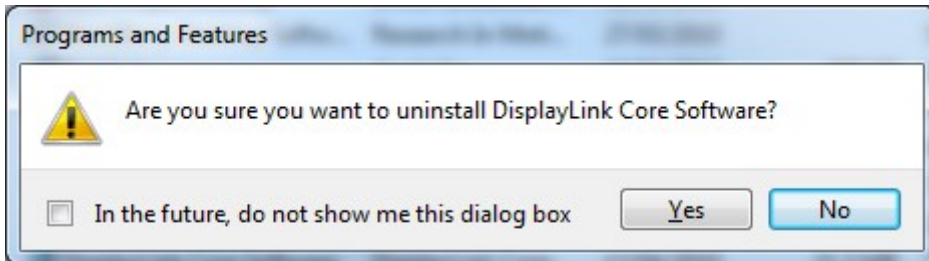 Programs and Features
Are you sure you want to uninstall DisplayLink Core Software?
In the future, do not show me this dialog box
Yes
No